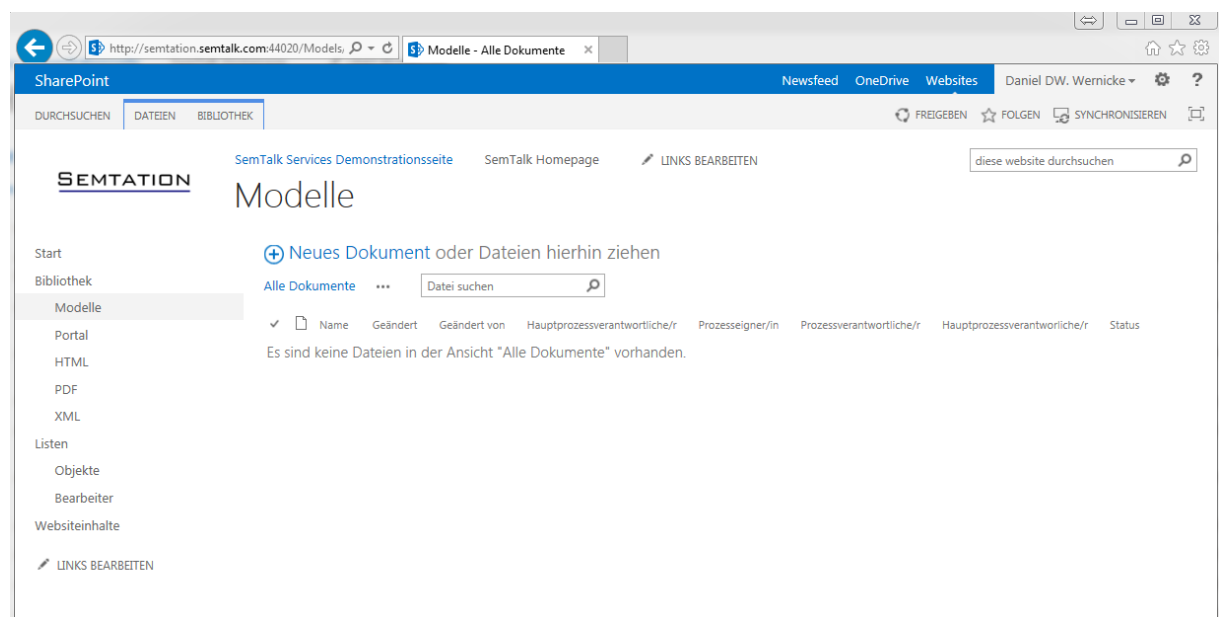 http://semtation.semtalk.com:44020/Models, Modelle - Alle Dokumente
SharePoint Newsfeed OneDrive Websites Daniel DW. Wernicke ?
DURCHSUCHEN DATEIEN BIBLIOTHEK FREIGEBEN FOLGEN SYNCHRONISIEREN
SEMTATION
SemTalk Services Demonstrationsseite SemTalk Homepage LINKS BEARBEITEN diese website durchsuchen
Modelle
Start
Bibliothek
Modelle
Portal
HTML
PDF
XML
Listen
Objekte
Bearbeiter
Websiteinhalte
LINKS BEARBEITEN
Neues Dokument oder Dateien hierhin ziehen
Alle Dokumente ... Datei suchen
Name Geändert Geändert von Hauptprozessverantwortliche/r Prozesseigner/in Prozessverantwortliche/r Hauptprozessverantworliche/r Status
Es sind keine Dateien in der Ansicht "Alle Dokumente" vorhanden.